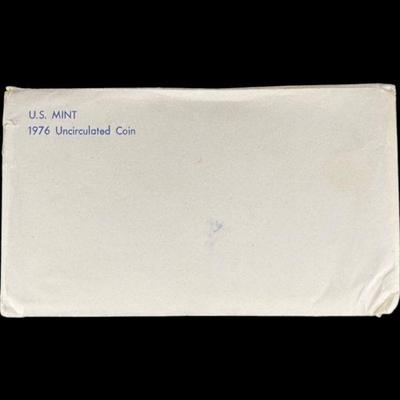 U.S. MINT
1976 Uncirculated Coin